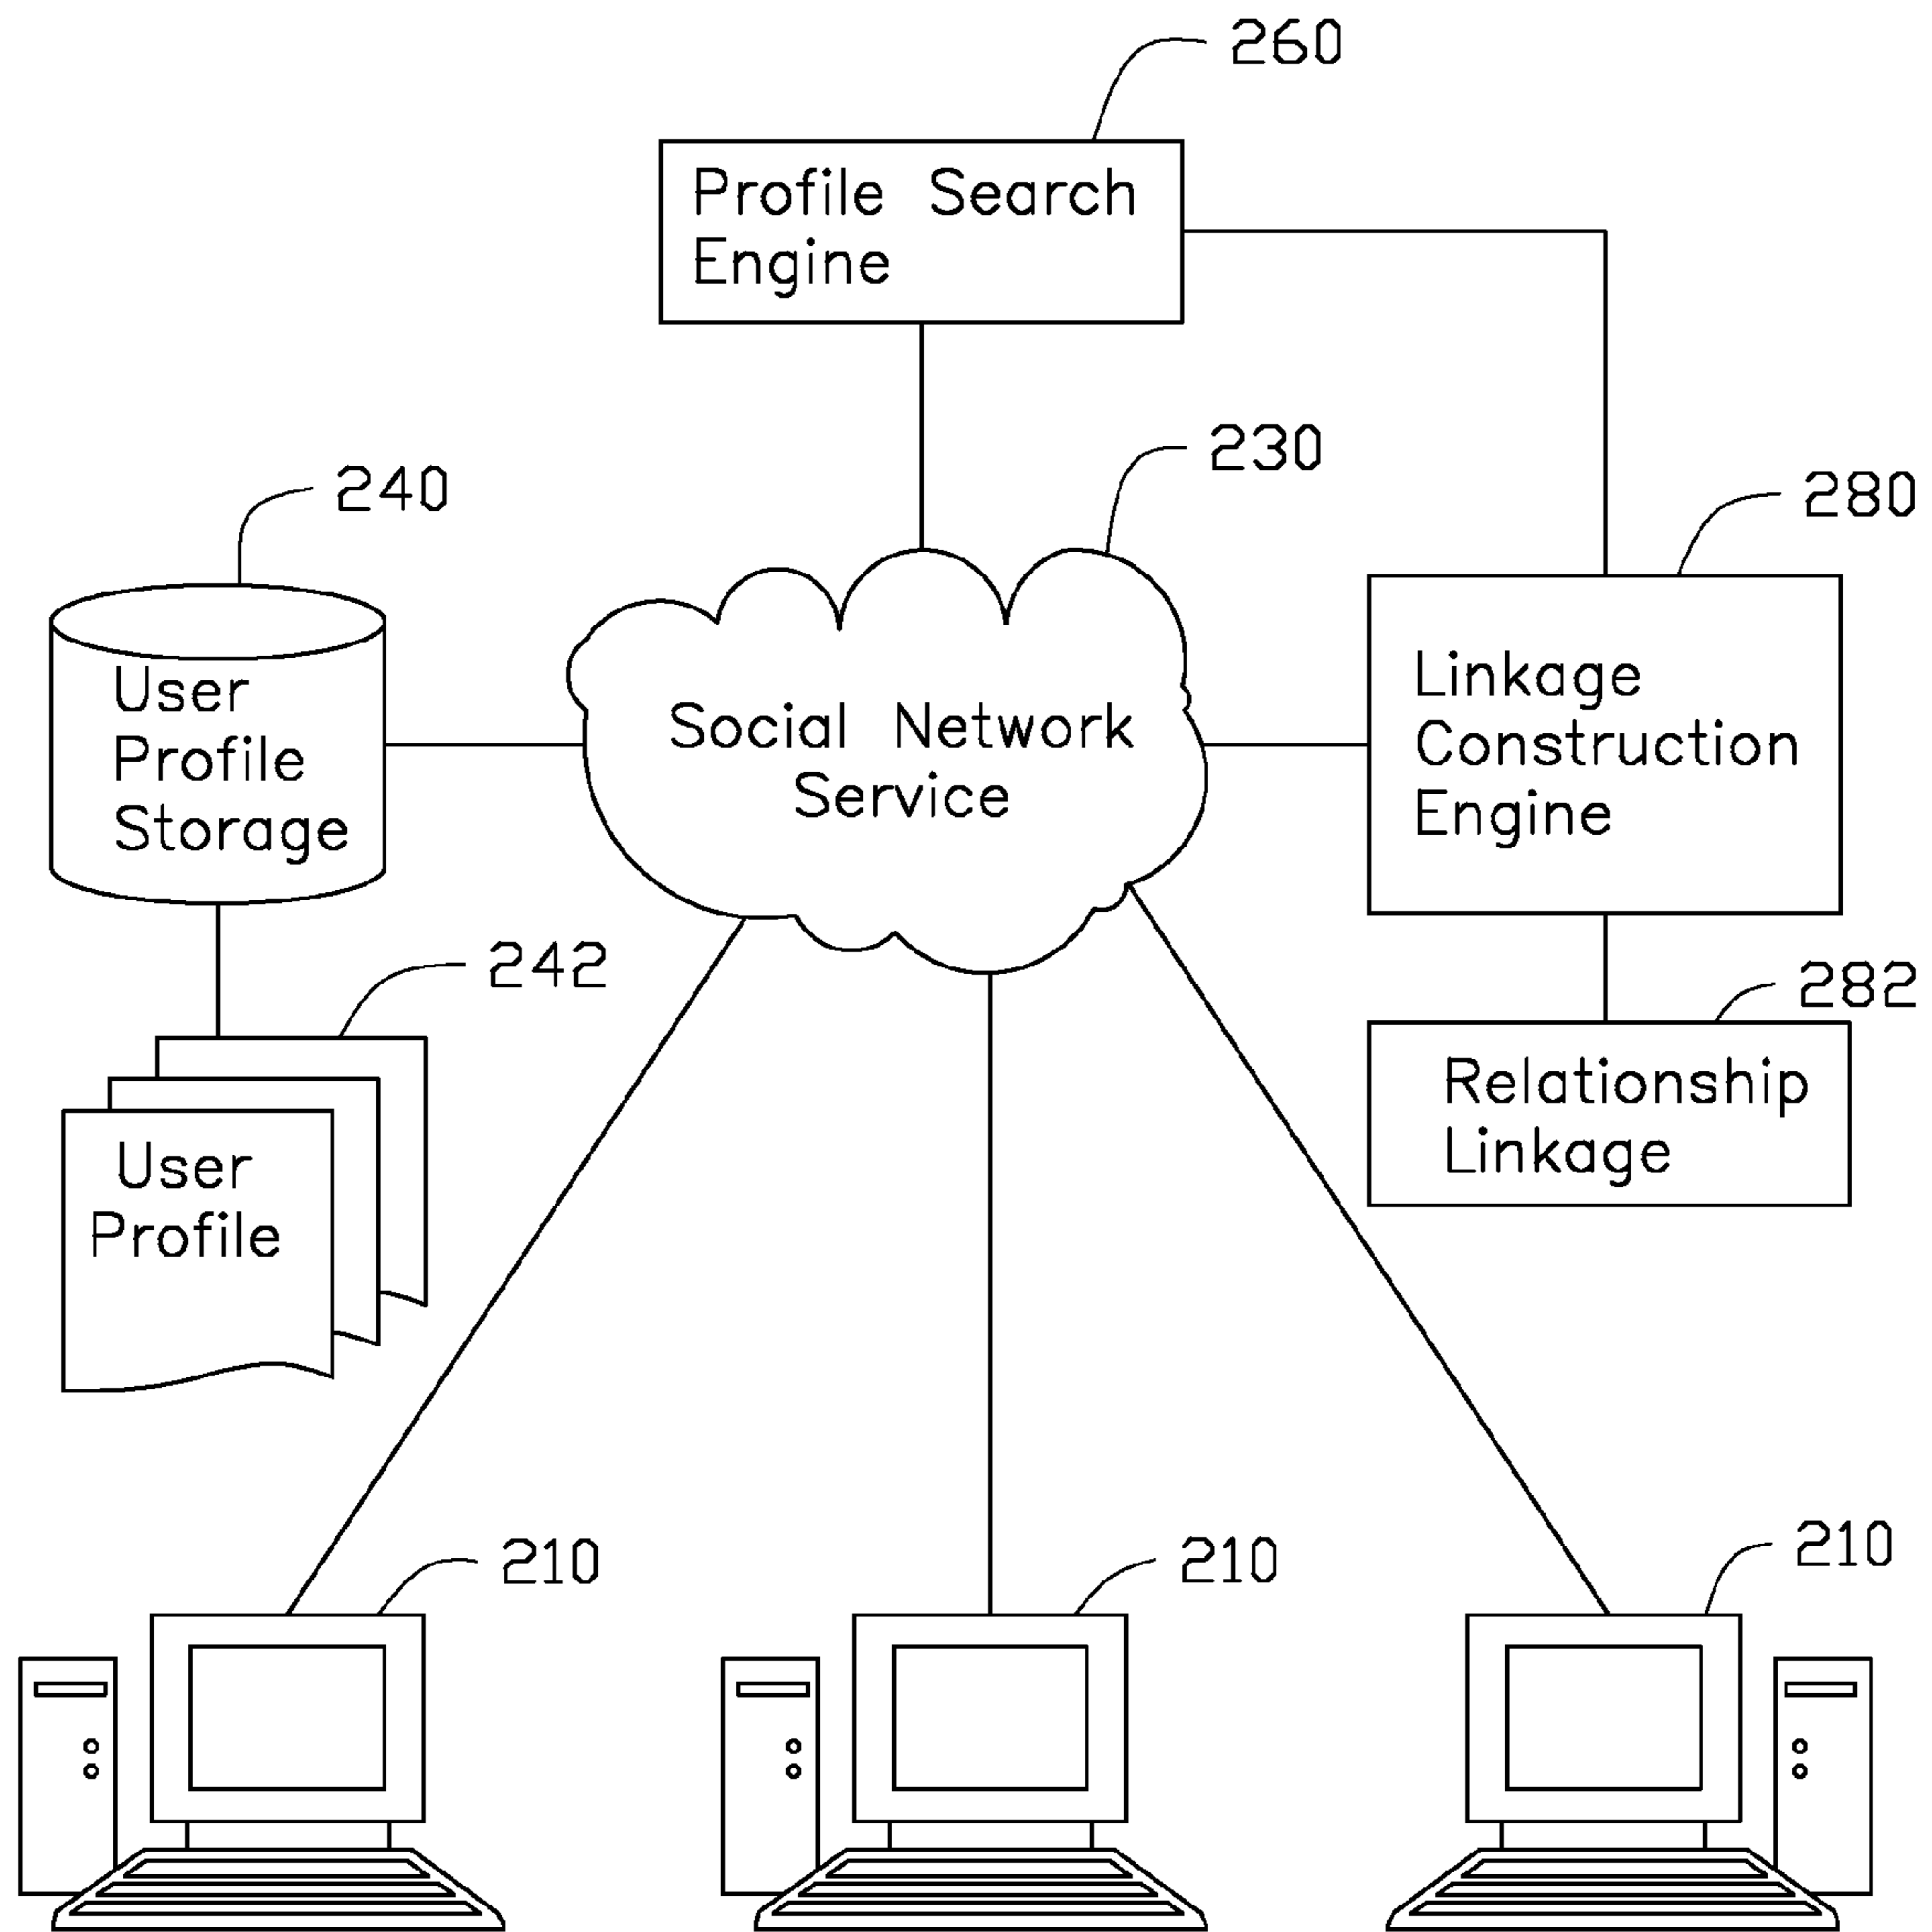 260
Profile Search
Engine
230
240
280
User
Profile
Storage
Social Network
Service
Linkage
Construction
Engine
242
282
User
Profile
Relationship
Linkage
210
210
210